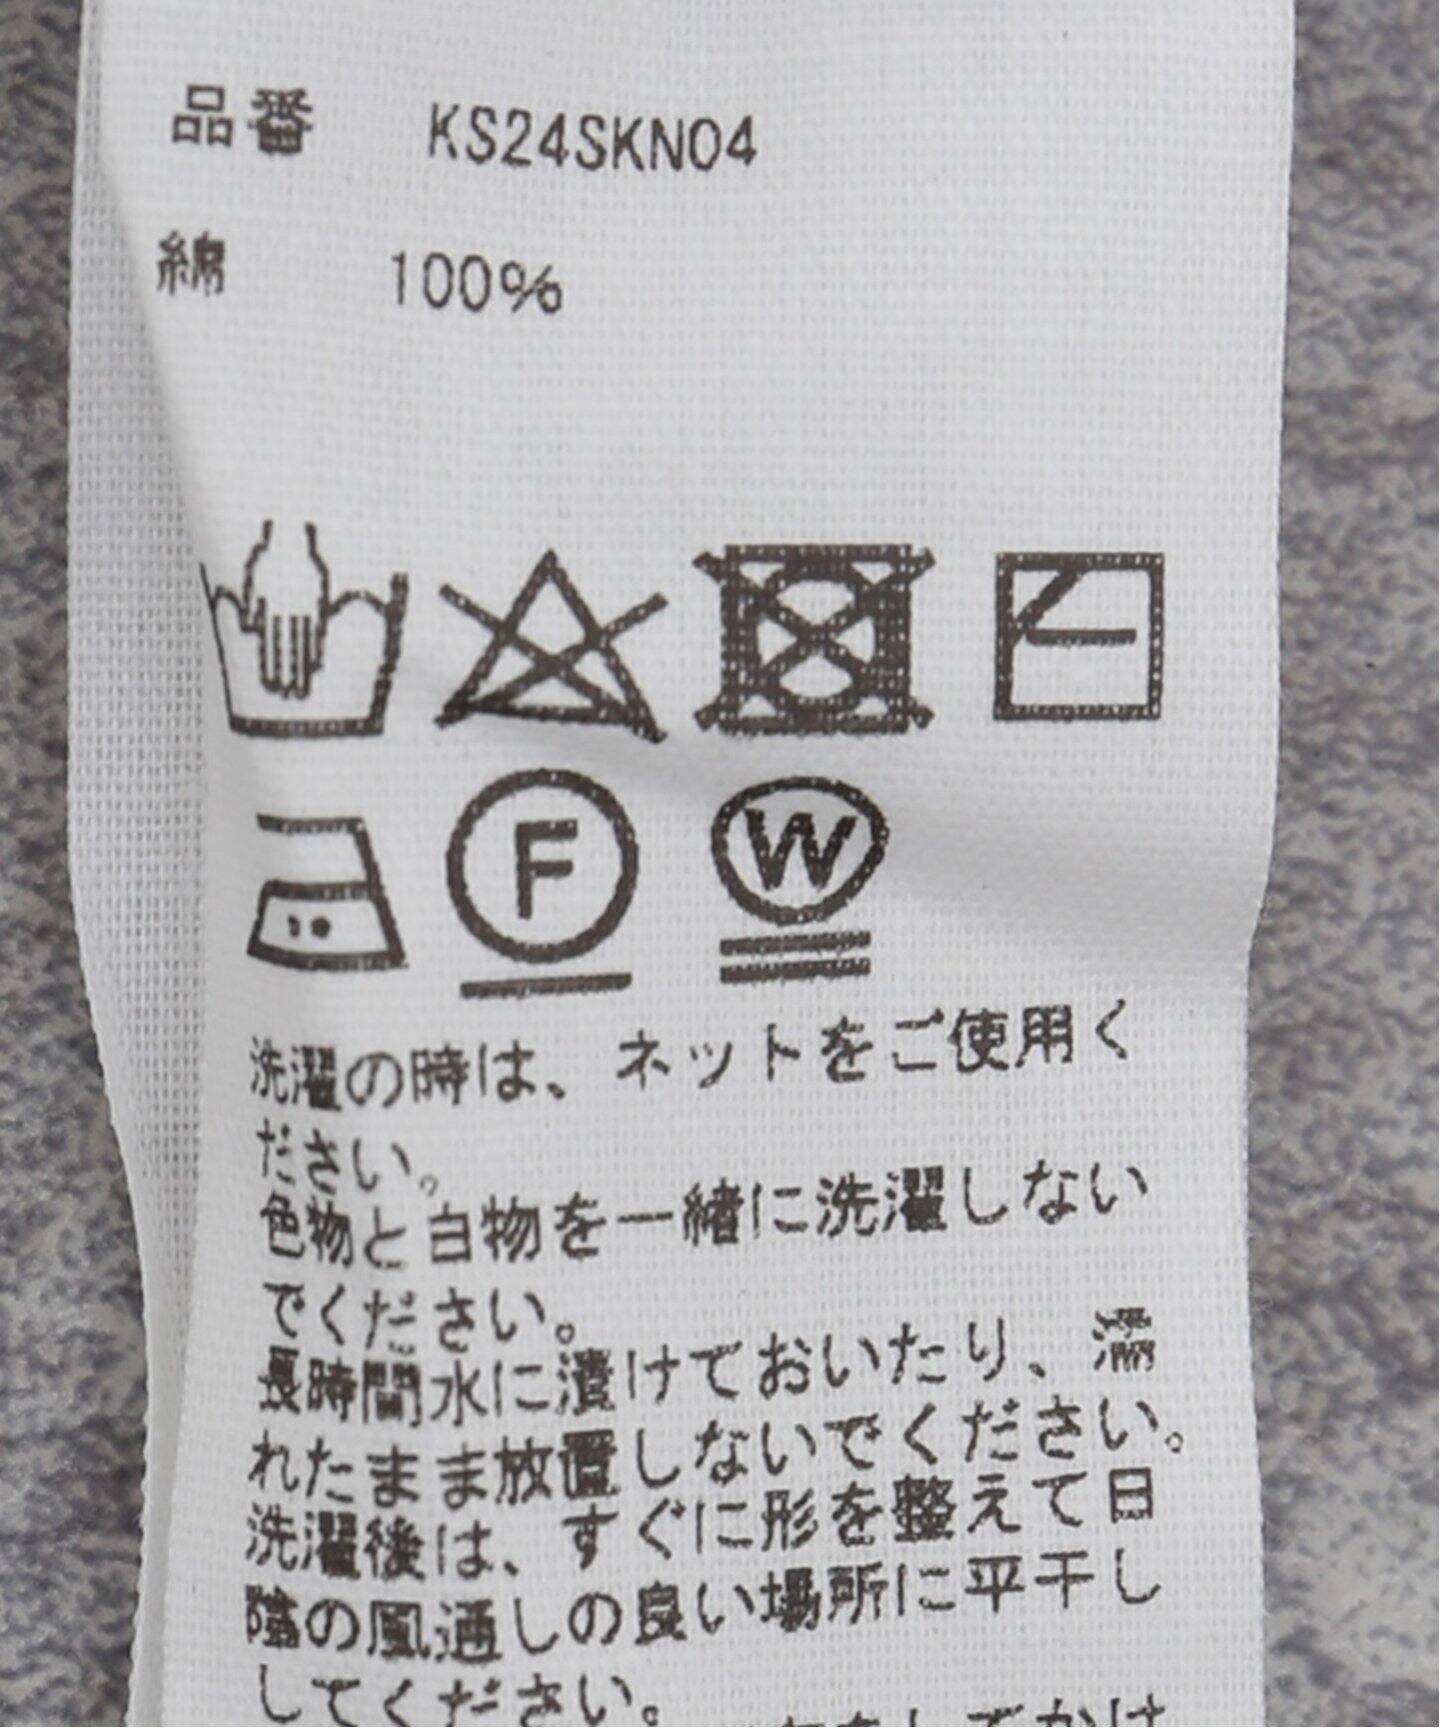 品番 KS24SKN04
綿 100%
F W
洗濯の時は、ネットをご使用く
ださい。
色物と白物を一緒に洗濯しない
でください。
長時間水に漬けておいたり、濡
れたまま放置しないでください。
洗濯後は、すぐに形を整えて日
陰の風通しの良い場所に平干し
してください。